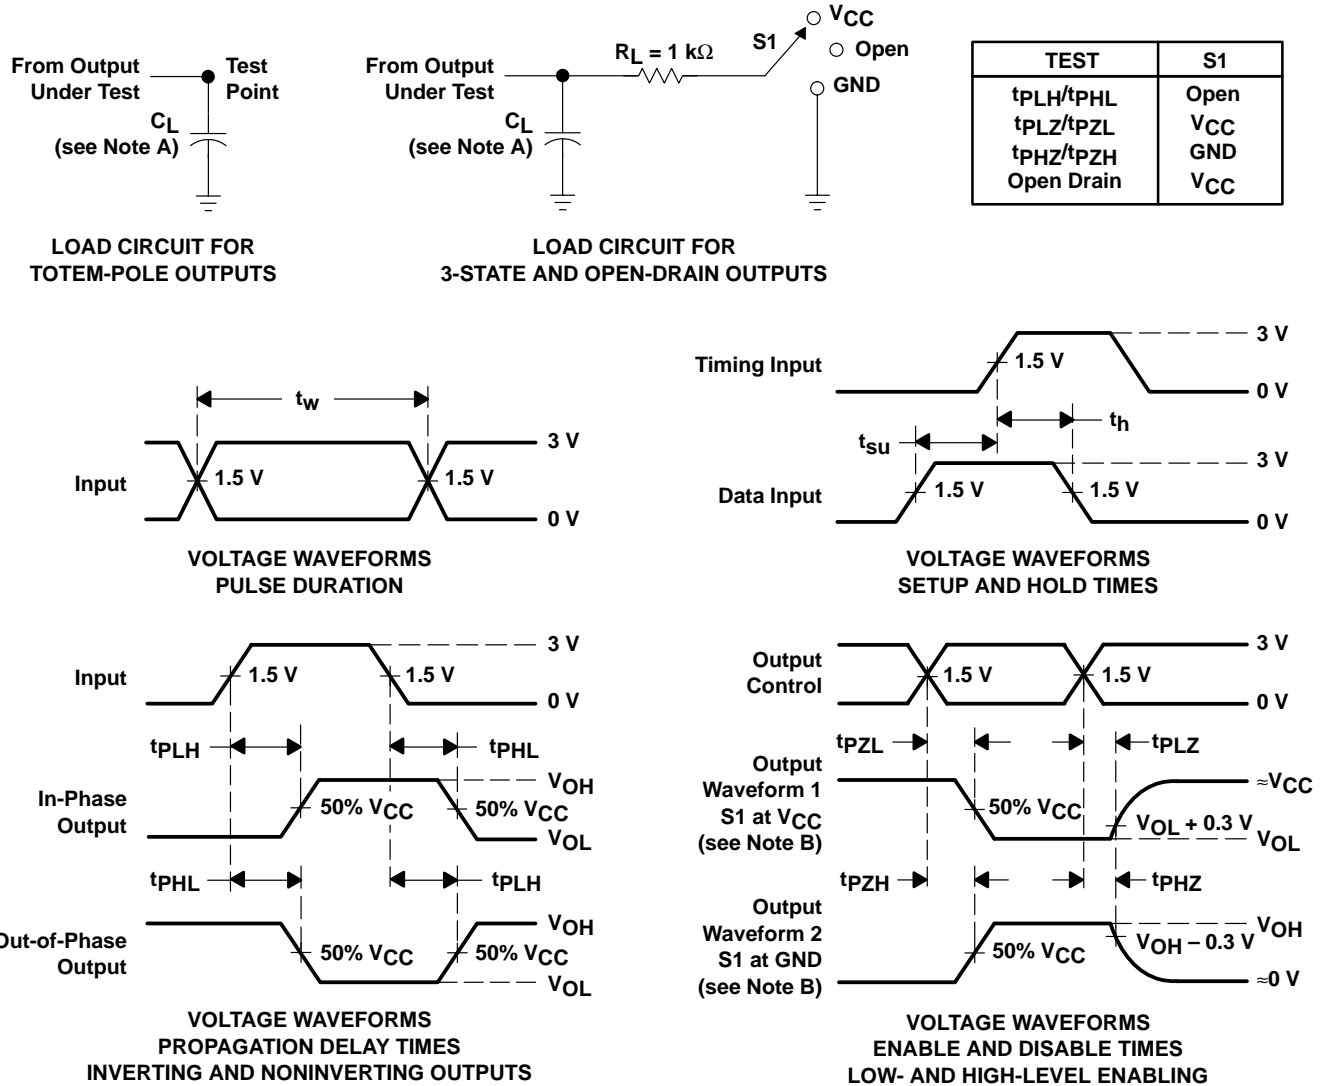 From Output
Under Test
Test
Point
CL
(see Note A)
LOAD CIRCUIT FOR
TOTEM-POLE OUTPUTS
From Output
Under Test
RL = 1 kΩ
S1
VCC
Open
GND
CL
(see Note A)
LOAD CIRCUIT FOR
3-STATE AND OPEN-DRAIN OUTPUTS
TEST S1
tPLH/tPHL Open
tPLZ/tPZL VCC
tPHZ/tPZH GND
Open Drain VCC
tw
Input
1.5 V
1.5 V
3 V
0 V
VOLTAGE WAVEFORMS
PULSE DURATION
Timing Input
1.5 V
3 V
0 V
tsu
th
Data Input
1.5 V
1.5 V
3 V
0 V
VOLTAGE WAVEFORMS
SETUP AND HOLD TIMES
Input
1.5 V
1.5 V
3 V
0 V
tPLH
tPHL
In-Phase
Output
50% VCC
50% VCC
VOH
VOL
tPHL
tPLH
Out-of-Phase
Output
50% VCC
50% VCC
VOH
VOL
VOLTAGE WAVEFORMS
PROPAGATION DELAY TIMES
INVERTING AND NONINVERTING OUTPUTS
Output
Control
1.5 V
1.5 V
3 V
0 V
tPZL
tPLZ
Output
Waveform 1
S1 at VCC
(see Note B)
50% VCC
VOL + 0.3 V
≈VCC
VOL
tPZH
tPHZ
Output
Waveform 2
S1 at GND
(see Note B)
50% VCC
VOH – 0.3 V
VOH
≈0 V
VOLTAGE WAVEFORMS
ENABLE AND DISABLE TIMES
LOW- AND HIGH-LEVEL ENABLING